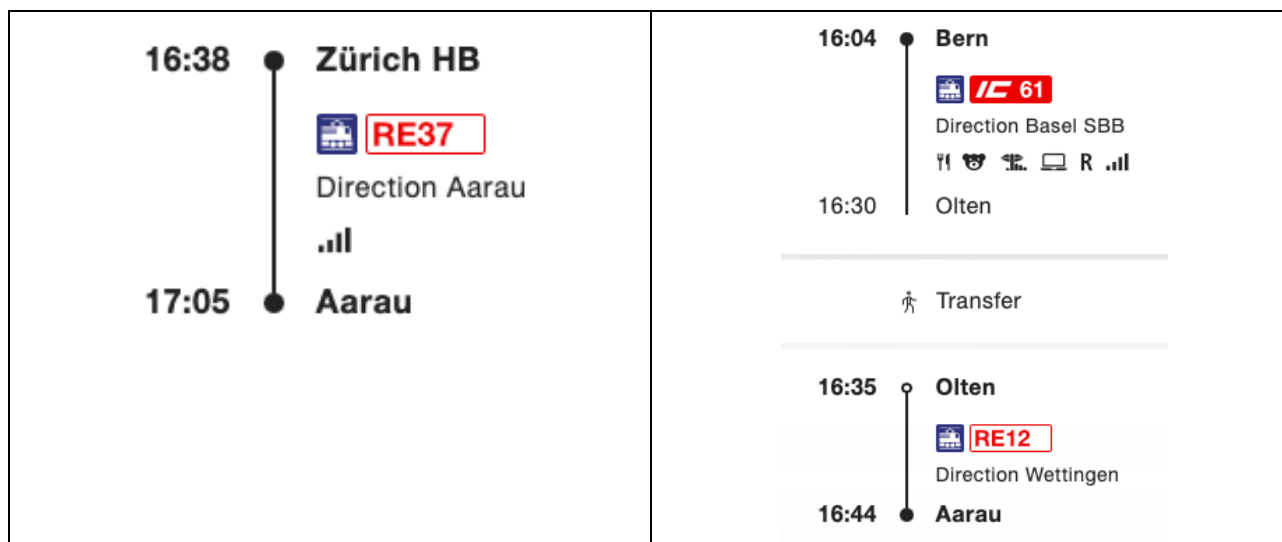 16:38 Zürich HB
RE37
Direction Aarau
17:05 Aarau
16:04 Bern
IC 61
Direction Basel SBB
R
16:30 Olten
Transfer
16:35 Olten
RE12
Direction Wettingen
16:44 Aarau